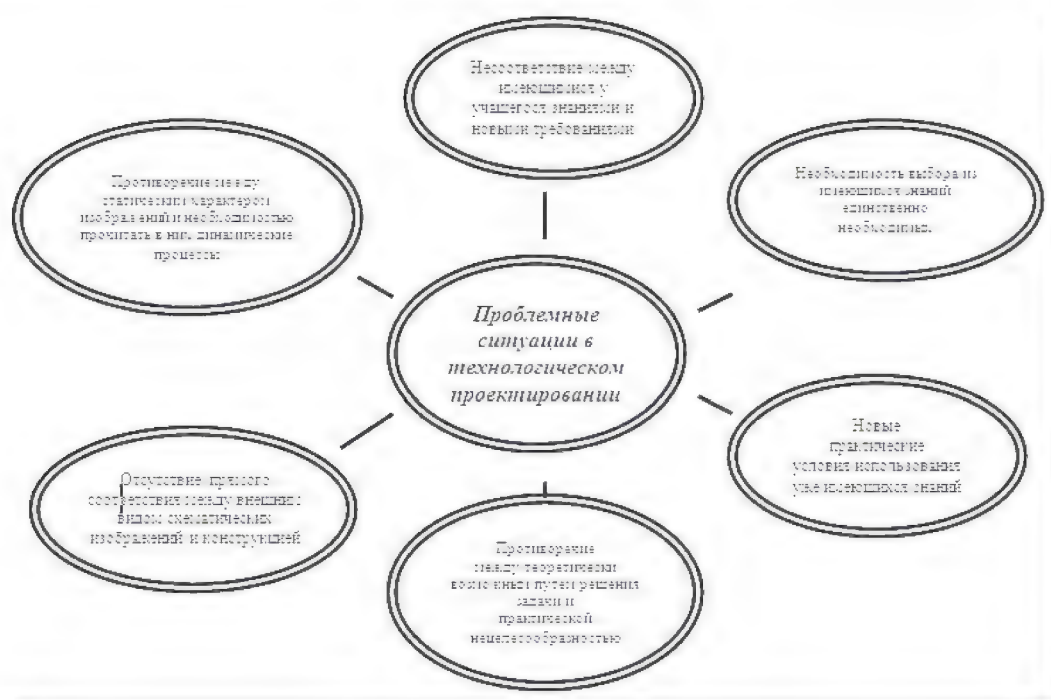 Несоответствие между
имеющимися у
учащегося знаниями и
новыми требованиями
Противоречие между
статическим характером
изображений и необходимостью
прочитать в них динамические
процессы
Необходимость выбора из
имеющихся знаний
единственно
необходимых
Проблемные
ситуации в
технологическом
проектировании
Отсутствие прямого
соответствия между внешним
видом схематических
изображений и конструкцией
Новые
практические
условия использования
уже имеющихся знаний
Противоречие
между теоретически
возможным путем решения
задачи и
практической
нецелесообразностью